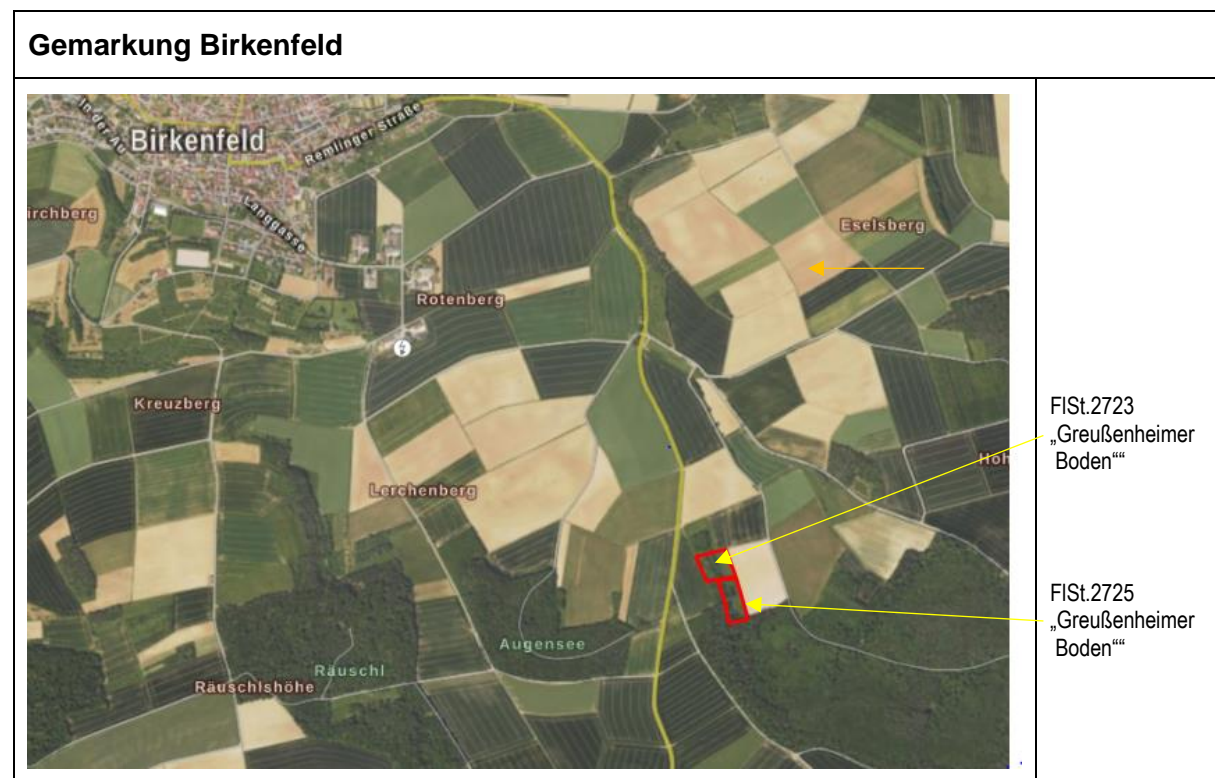 Gemarkung Birkenfeld
In der Au
Birkenfeld
Remlinger Straße
irchberg
Langgasse
Eselsberg
Rotenberg
Kreuzberg
Hoh
Lerchenberg
Augensee
Räuschl
Räuschlshöhe
FlSt.2723
„Greußenheimer
Boden““
FlSt.2725
„Greußenheimer
Boden““